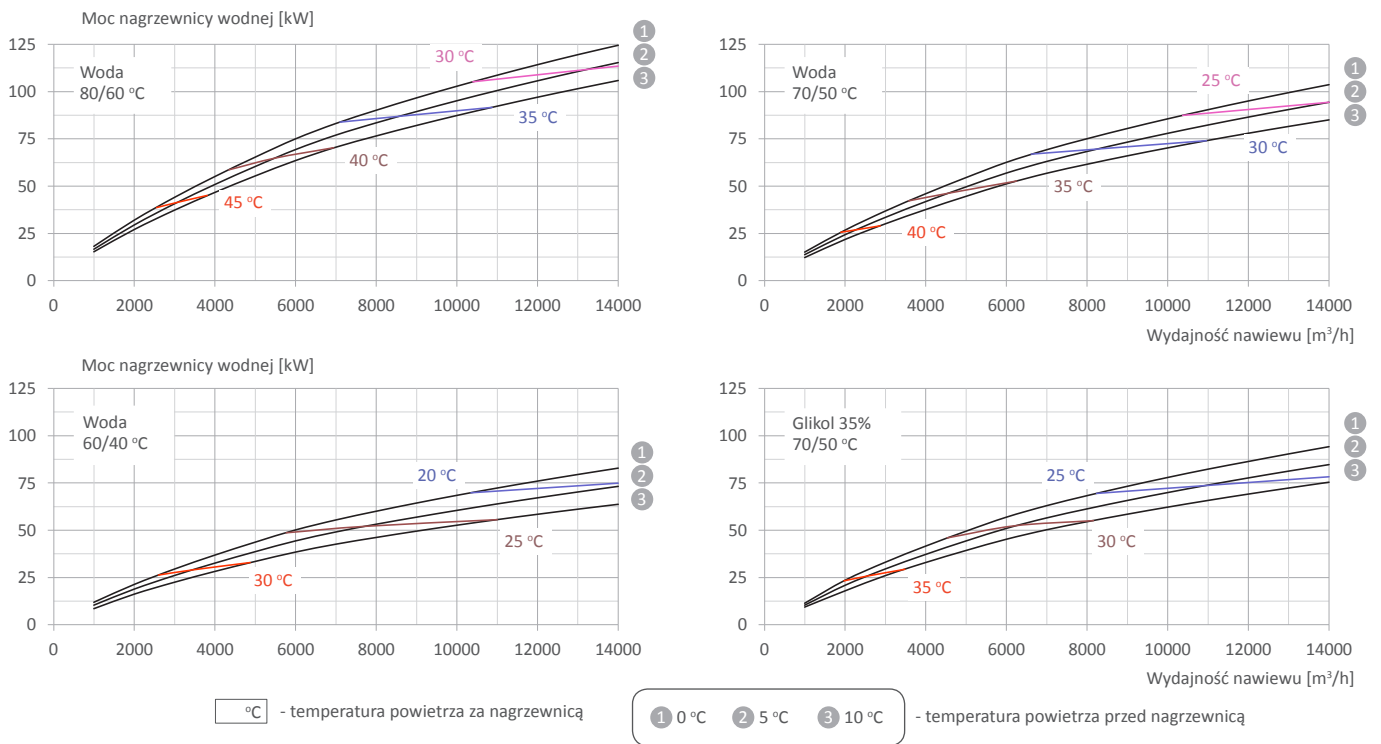 Moc nagrzewnicy wodnej [kW]
125
100
75
50
25
0
Woda
80/60 °C
30 °C
35 °C
40 °C
45 °C
1
2
3
0 2000 4000 6000 8000 10000 12000 14000
125
100
75
50
25
0
Woda
70/50 °C
25 °C
30 °C
35 °C
40 °C
1
2
3
0 2000 4000 6000 8000 10000 12000 14000
Wydajność nawiewu [m³/h]
Moc nagrzewnicy wodnej [kW]
125
100
75
50
25
0
Woda
60/40 °C
20 °C
25 °C
30 °C
1
2
3
0 2000 4000 6000 8000 10000 12000 14000
125
100
75
50
25
0
Glikol 35%
70/50 °C
25 °C
30 °C
35 °C
1
2
3
0 2000 4000 6000 8000 10000 12000 14000
Wydajność nawiewu [m³/h]
°C - temperatura powietrza za nagrzewnicą
1 0 °C 2 5 °C 3 10 °C - temperatura powietrza przed nagrzewnicą